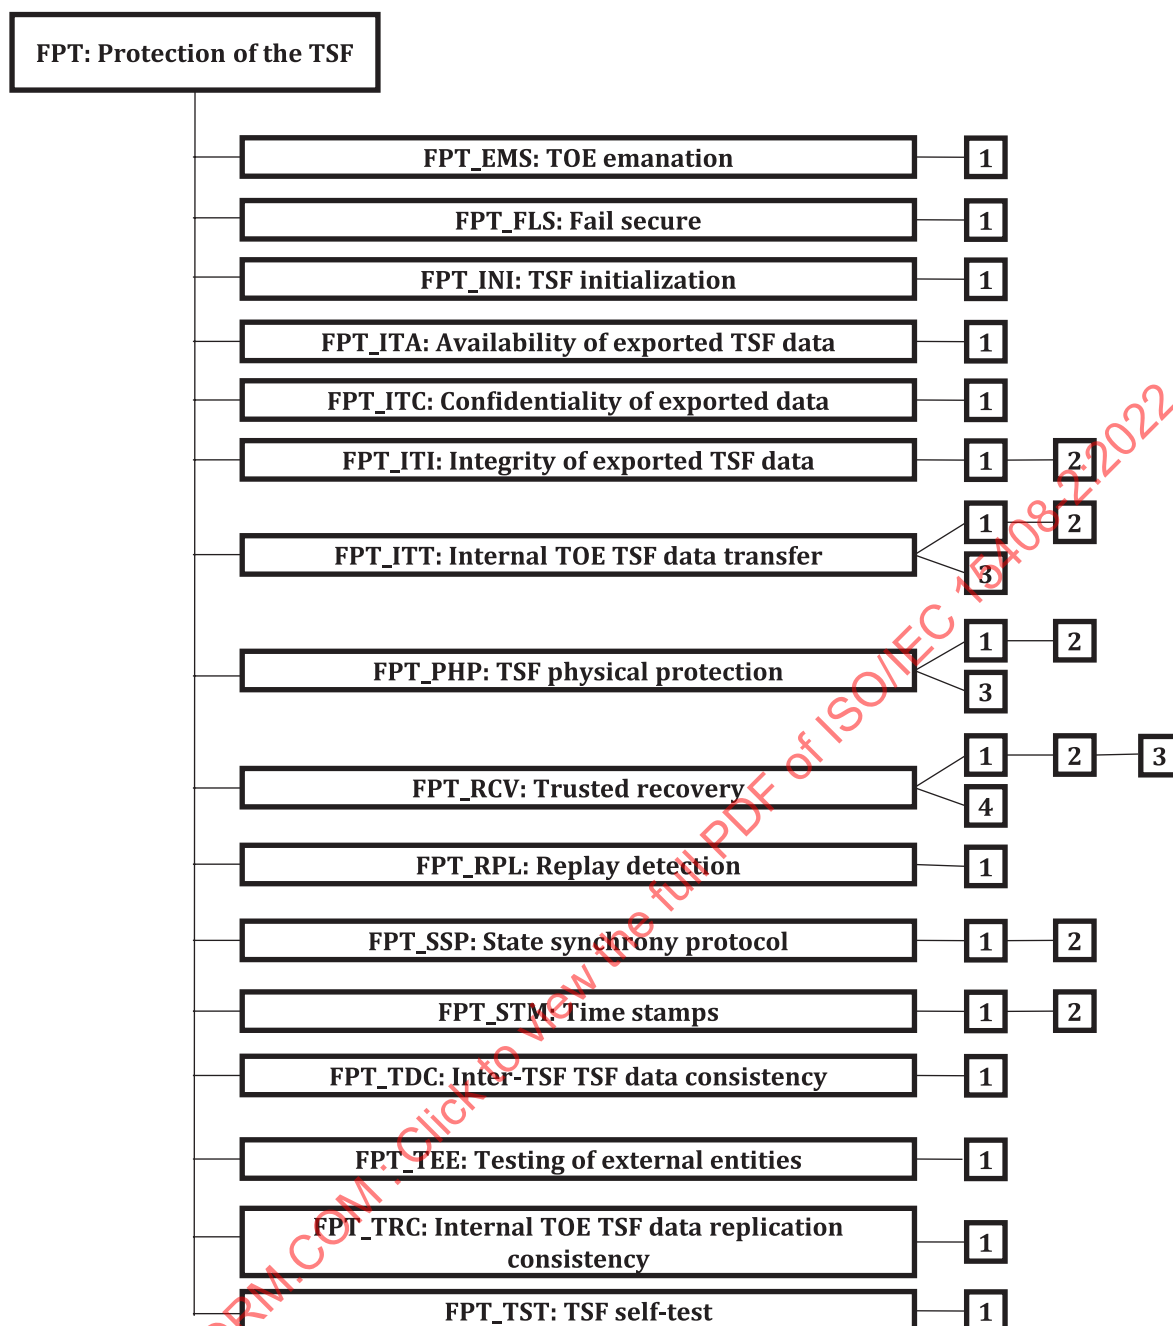 FPT: Protection of the TSF
FPT_EMS: TOE emanation 1
FPT_FLS: Fail secure 1
FPT_INI: TSF initialization 1
FPT_ITA: Availability of exported TSF data 1
FPT_ITC: Confidentiality of exported data 1
FPT_ITI: Integrity of exported TSF data 1 2
1 2
FPT_ITT: Internal TOE TSF data transfer
3
1 2
FPT_PHP: TSF physical protection
3
1 2 3
FPT_RCV: Trusted recovery
4
FPT_RPL: Replay detection 1
FPT_SSP: State synchrony protocol 1 2
FPT_STM: Time stamps 1 2
FPT_TDC: Inter-TSF TSF data consistency 1
FPT_TEE: Testing of external entities 1
FPT_TRC: Internal TOE TSF data replication
consistency 1
FPT_TST: TSF self-test 1
RM.COM : Click to view the full PDF of ISO/IEC 15408-2:2022